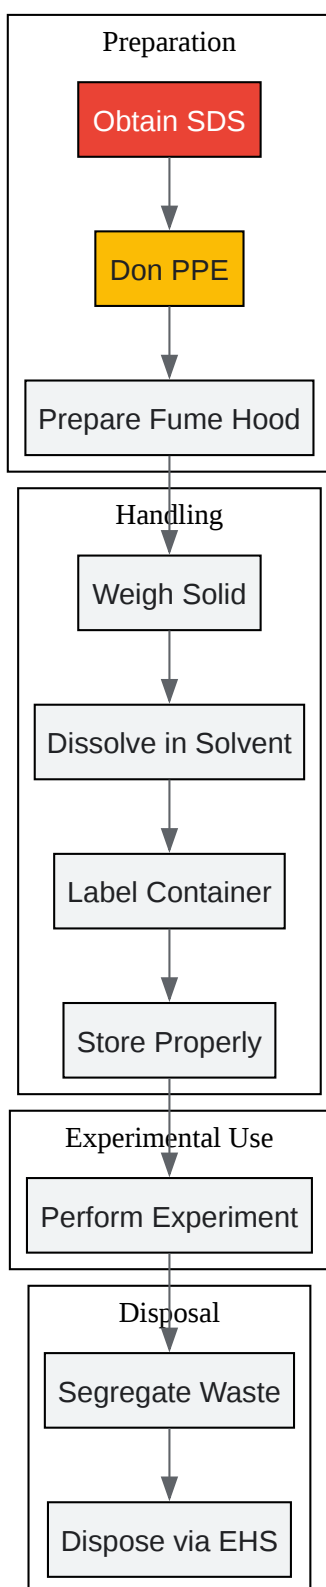 Preparation
Obtain SDS
Don PPE
Prepare Fume Hood
Handling
Weigh Solid
Dissolve in Solvent
Label Container
Store Properly
Experimental Use
Perform Experiment
Disposal
Segregate Waste
Dispose via EHS